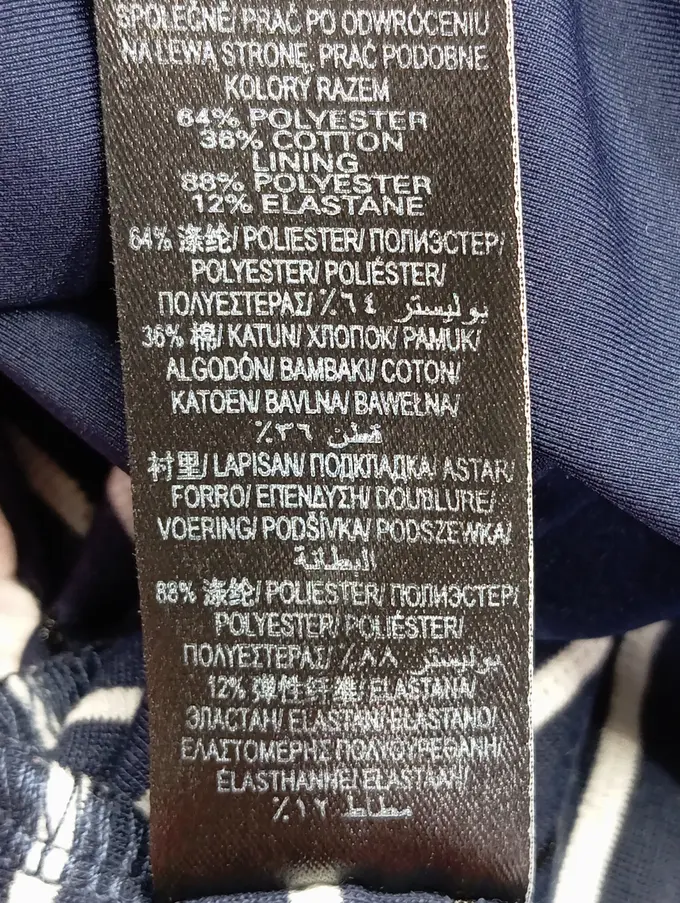 SPOŁECZNE/ PRAĆ PO ODWRÓCENIU
NA LEWĄ STRONĘ, PRAĆ PODOBNE
KOLORY RAZEM
64% POLYESTER
36% COTTON
LINING
88% POLYESTER
12% ELASTANE
64% 涤纶/ POLIESTER/ ПОЛИЭСТЕР/
POLYESTER/ POLIÉSTER/
ΠΟΛΥΕΣΤΕΡΑΣ/ ٪٦٤ بوليستر
36% 棉/ KATUN/ ХЛОПОК/ PAMUK/
ALGODÓN/ BAMBAKI/ COTON/
KATOEN/ BAVLNA/ BAWEŁNA/
٪٣٦ قطن
衬里/ LAPISAN/ ПОДКЛАДКА/ ASTAR/
FORRO/ ΕΠΕΝΔΥΣΗ/ DOUBLURE/
VOERING/ PODŠÍVKA/ PODSZEWKA/
البطانة
88% 涤纶/ POLIESTER/ ПОЛИЭСТЕР/
POLYESTER/ POLIÉSTER/
ΠΟΛΥΕΣΤΕΡΑΣ/ ٪٨٨ بوليستر
12% 弹性纤维/ ELASTANA/
ЭЛАСТАН/ ELASTAN/ ELASTANO/
ΕΛΑΣΤΟΜΕΡΗΣ ΠΟΛΥΟΥΡΕΘΑΝΗ/
ÉLASTHANNE/ ELASTAAN/
٪١٢ مطاط